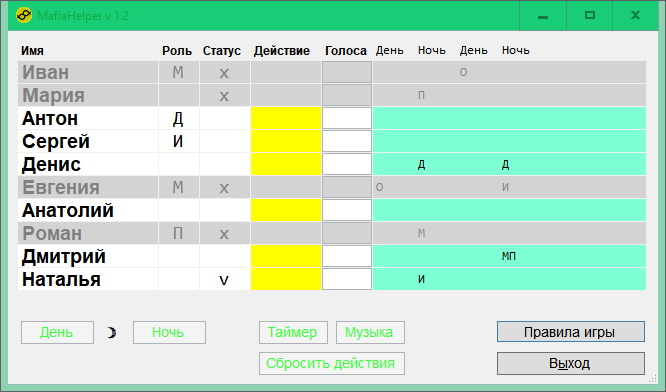 MafiaHelper v 1.2
Имя Роль Статус Действие Голоса День Ночь День Ночь
Иван М x О
Мария x П
Антон Д
Сергей И
Денис Д Д
Евгения М x О И
Анатолий
Роман П x М
Дмитрий МП
Наталья v И
День Ночь Таймер Музыка Правила игры
Сбросить действия Выход